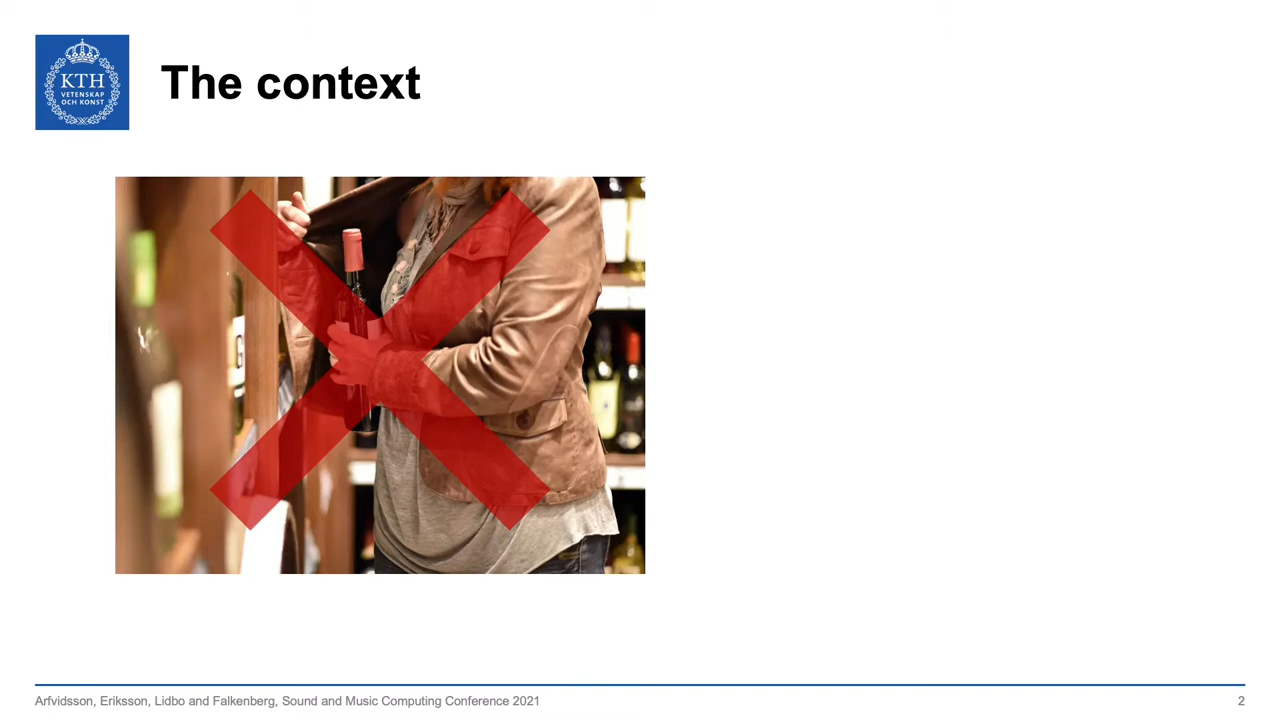 KTH
VETENSKAP
OCH KONST
The context
Arfvidsson, Eriksson, Lidbo and Falkenberg, Sound and Music Computing Conference 2021
2